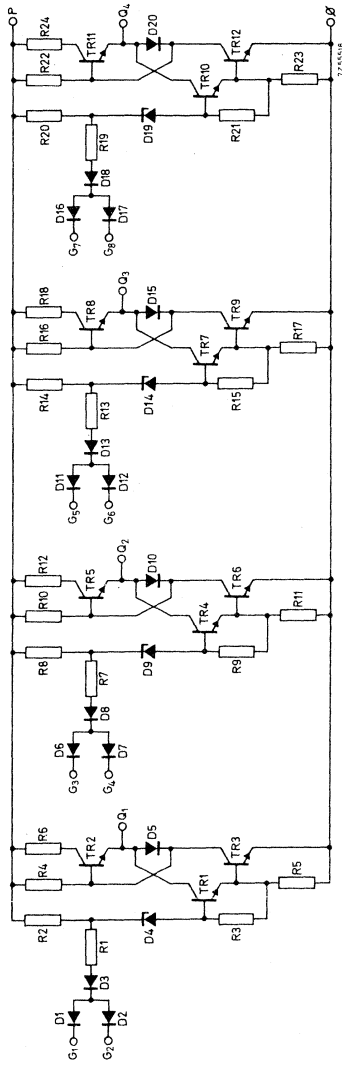 P
R2
R4
R6
TR2
Q1
D5
D1
G1
D3
R1
D2
G2
D4
TR1
TR3
R3
R5
R8
R10
R12
TR5
Q2
D10
D6
G3
D8
R7
D7
G4
D9
TR4
TR6
R9
R11
R14
R16
R18
TR8
Q3
D15
D11
G5
D13
R13
D12
G6
D14
TR7
TR9
R15
R17
R20
R22
R24
TR11
Q4
D20
D16
G7
D18
R19
D17
G8
D19
TR10
TR12
R21
R23
Ø